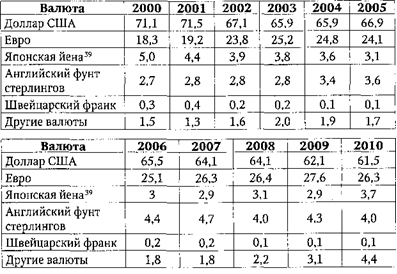 Валюта 2000 2001 2002 2003 2004 2005
Доллар США 71,1 71,5 67,1 65,9 65,9 66,9
Евро 18,3 19,2 23,8 25,2 24,8 24,1
Японская йена³⁹ 5,0 4,4 3,9 3,8 3,6 3,1
Английский фунт
стерлингов 2,7 2,8 2,8 2,8 3,4 3,6
Швейцарский франк 0,3 0,4 0,2 0,2 0,1 0,1
Другие валюты 1,5 1,3 1,6 2,0 1,9 1,7
Валюта 2006 2007 2008 2009 2010
Доллар США 65,5 64,1 64,1 62,1 61,5
Евро 25,1 26,3 26,4 27,6 26,3
Японская йена³⁹ 3 2,9 3,1 2,9 3,7
Английский фунт
стерлингов 4,4 4,7 4,0 4,3 4,0
Швейцарский франк 0,2 0,2 0,1 0,1 0,1
Другие валюты 1,8 1,8 2,2 3,1 4,4